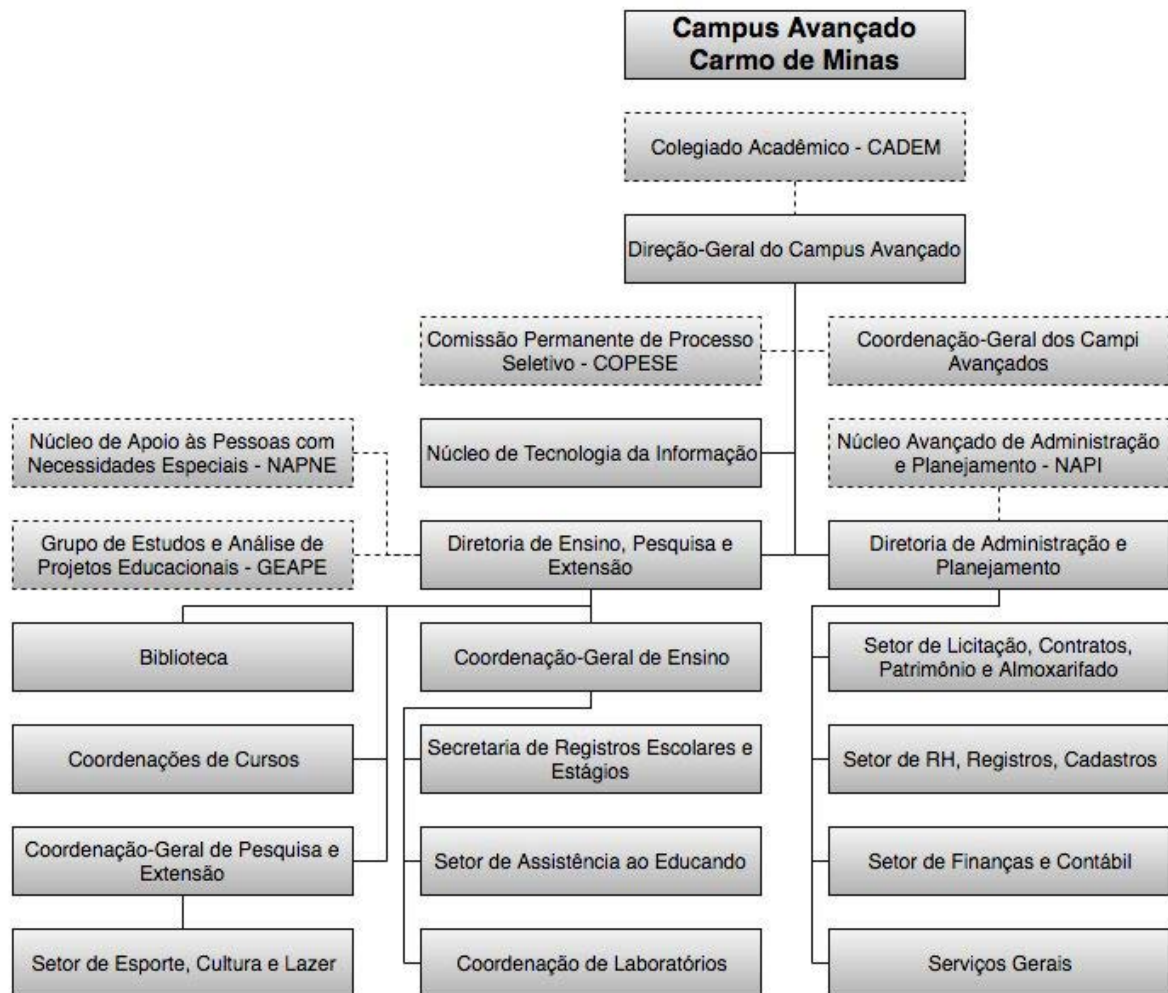 Campus Avançado
Carmo de Minas
Colegiado Acadêmico - CADEM
Direção-Geral do Campus Avançado
Comissão Permanente de Processo
Seletivo - COPESE
Coordenação-Geral dos Campi
Avançados
Núcleo de Apoio às Pessoas com
Necessidades Especiais - NAPNE
Núcleo de Tecnologia da Informação
Núcleo Avançado de Administração
e Planejamento - NAPI
Grupo de Estudos e Análise de
Projetos Educacionais - GEAPE
Diretoria de Ensino, Pesquisa e
Extensão
Diretoria de Administração e
Planejamento
Biblioteca
Coordenação-Geral de Ensino
Setor de Licitação, Contratos,
Patrimônio e Almoxarifado
Coordenações de Cursos
Secretaria de Registros Escolares e
Estágios
Setor de RH, Registros, Cadastros
Coordenação-Geral de Pesquisa e
Extensão
Setor de Assistência ao Educando
Setor de Finanças e Contábil
Setor de Esporte, Cultura e Lazer
Coordenação de Laboratórios
Serviços Gerais